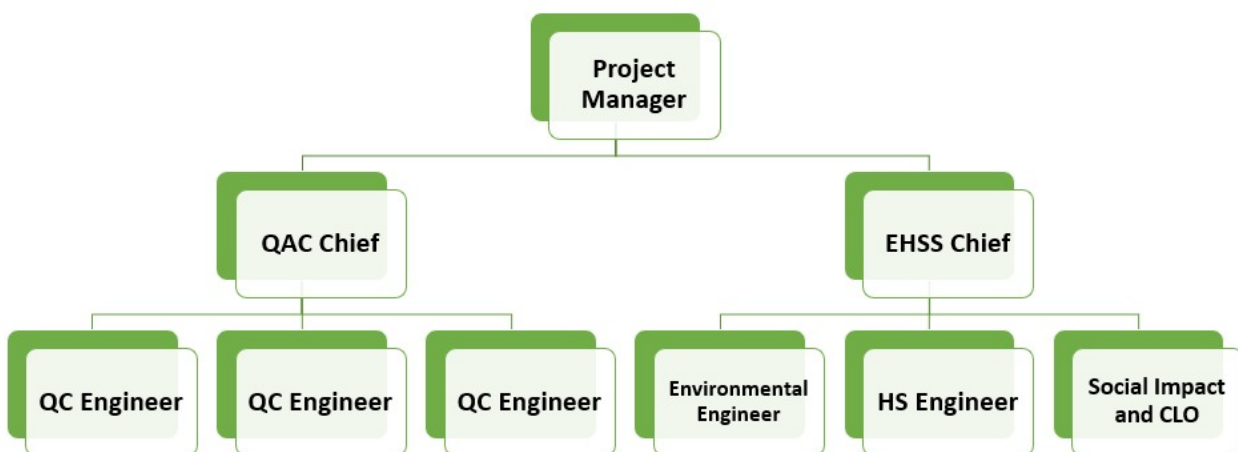 Project
Manager
QAC Chief
EHSS Chief
QC Engineer
QC Engineer
QC Engineer
Environmental
Engineer
HS Engineer
Social Impact
and CLO